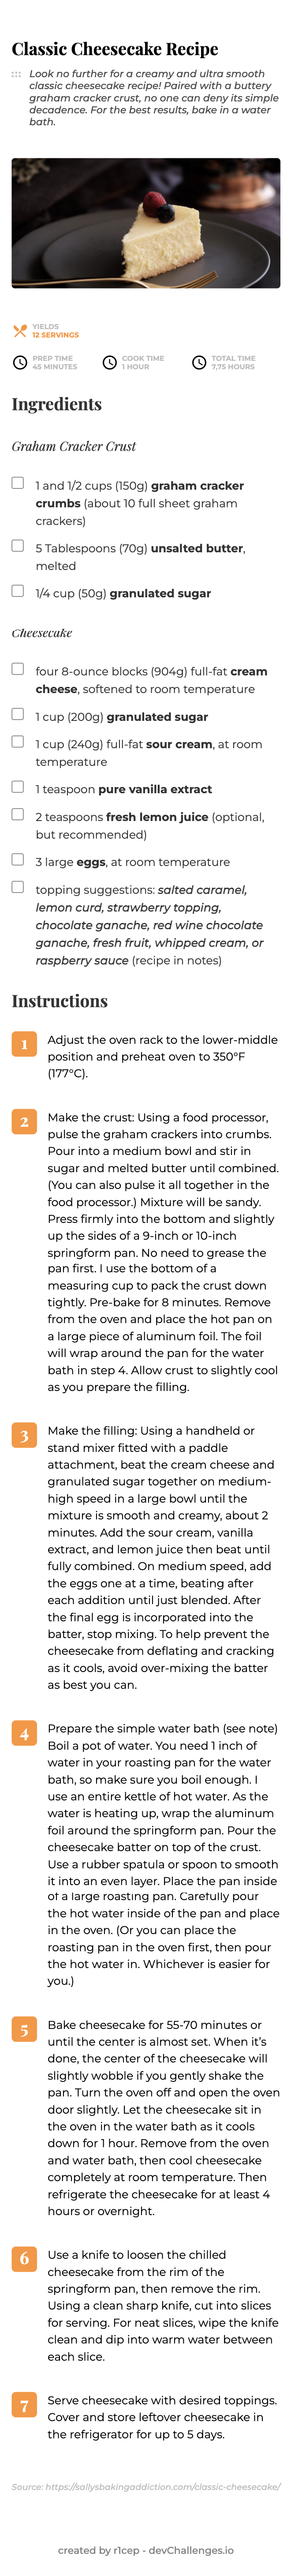 Classic Cheesecake Recipe
Look no further for a creamy and ultra smooth
classic cheesecake recipe! Paired with a buttery
graham cracker crust, no one can deny its simple
decadence. For the best results, bake in a water
bath.
YIELDS
12 SERVINGS
PREP TIME
45 MINUTES
COOK TIME
1 HOUR
TOTAL TIME
7,75 HOURS
Ingredients
Graham Cracker Crust
1 and 1/2 cups (150g) graham cracker
crumbs (about 10 full sheet graham
crackers)
5 Tablespoons (70g) unsalted butter,
melted
1/4 cup (50g) granulated sugar
Cheesecake
four 8-ounce blocks (904g) full-fat cream
cheese, softened to room temperature
1 cup (200g) granulated sugar
1 cup (240g) full-fat sour cream, at room
temperature
1 teaspoon pure vanilla extract
2 teaspoons fresh lemon juice (optional,
but recommended)
3 large eggs, at room temperature
topping suggestions: salted caramel,
lemon curd, strawberry topping,
chocolate ganache, red wine chocolate
ganache, fresh fruit, whipped cream, or
raspberry sauce (recipe in notes)
Instructions
1
Adjust the oven rack to the lower-middle
position and preheat oven to 350°F
(177°C).
2
Make the crust: Using a food processor,
pulse the graham crackers into crumbs.
Pour into a medium bowl and stir in
sugar and melted butter until combined.
(You can also pulse it all together in the
food processor.) Mixture will be sandy.
Press firmly into the bottom and slightly
up the sides of a 9-inch or 10-inch
springform pan. No need to grease the
pan first. I use the bottom of a
measuring cup to pack the crust down
tightly. Pre-bake for 8 minutes. Remove
from the oven and place the hot pan on
a large piece of aluminum foil. The foil
will wrap around the pan for the water
bath in step 4. Allow crust to slightly cool
as you prepare the filling.
3
Make the filling: Using a handheld or
stand mixer fitted with a paddle
attachment, beat the cream cheese and
granulated sugar together on medium-
high speed in a large bowl until the
mixture is smooth and creamy, about 2
minutes. Add the sour cream, vanilla
extract, and lemon juice then beat until
fully combined. On medium speed, add
the eggs one at a time, beating after
each addition until just blended. After
the final egg is incorporated into the
batter, stop mixing. To help prevent the
cheesecake from deflating and cracking
as it cools, avoid over-mixing the batter
as best you can.
4
Prepare the simple water bath (see note)
Boil a pot of water. You need 1 inch of
water in your roasting pan for the water
bath, so make sure you boil enough. I
use an entire kettle of hot water. As the
water is heating up, wrap the aluminum
foil around the springform pan. Pour the
cheesecake batter on top of the crust.
Use a rubber spatula or spoon to smooth
it into an even layer. Place the pan inside
of a large roasting pan. Carefully pour
the hot water inside of the pan and place
in the oven. (Or you can place the
roasting pan in the oven first, then pour
the hot water in. Whichever is easier for
you.)
5
Bake cheesecake for 55-70 minutes or
until the center is almost set. When it's
done, the center of the cheesecake will
slightly wobble if you gently shake the
pan. Turn the oven off and open the oven
door slightly. Let the cheesecake sit in
the oven in the water bath as it cools
down for 1 hour. Remove from the oven
and water bath, then cool cheesecake
completely at room temperature. Then
refrigerate the cheesecake for at least 4
hours or overnight.
6
Use a knife to loosen the chilled
cheesecake from the rim of the
springform pan, then remove the rim.
Using a clean sharp knife, cut into slices
for serving. For neat slices, wipe the knife
clean and dip into warm water between
each slice.
7
Serve cheesecake with desired toppings.
Cover and store leftover cheesecake in
the refrigerator for up to 5 days.
Source: https://sallysbakingaddiction.com/classic-cheesecake/
created by r1cep - devChallenges.io